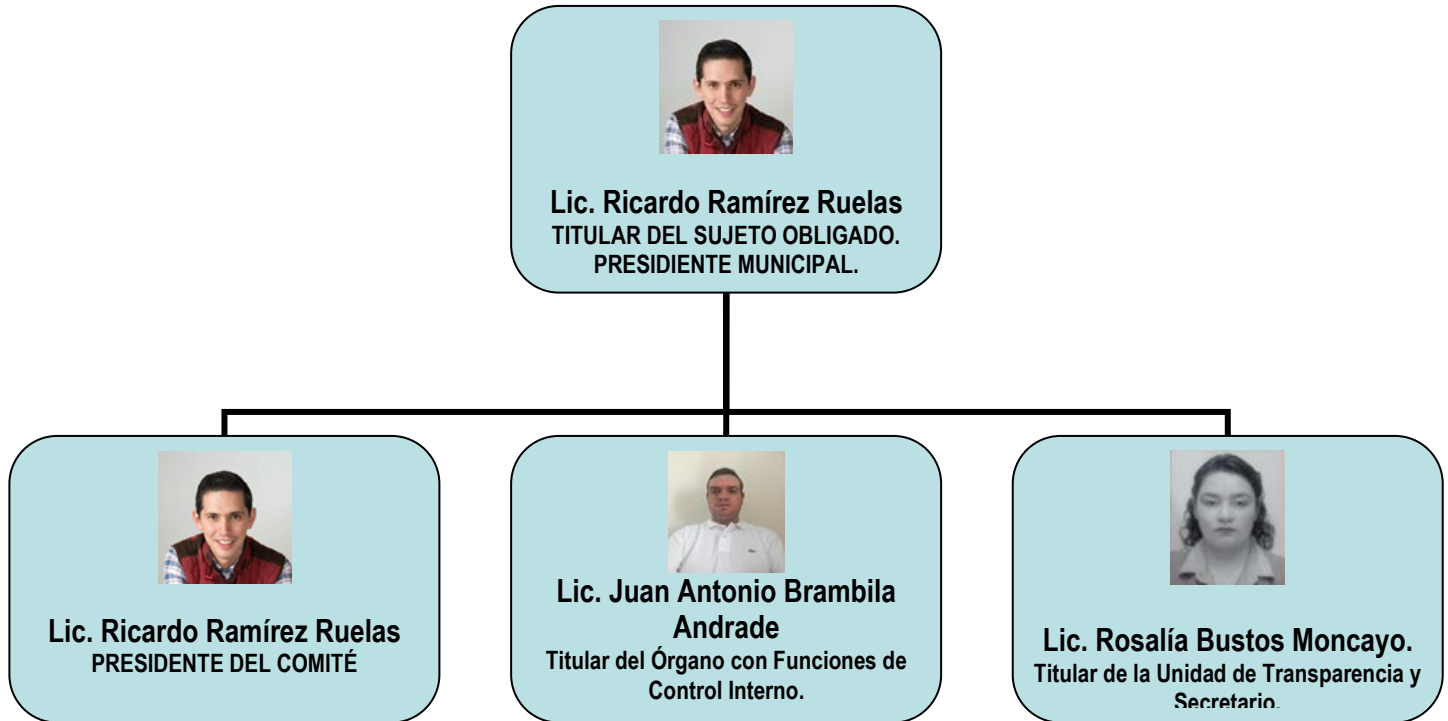 Lic. Ricardo Ramírez Ruelas
TITULAR DEL SUJETO OBLIGADO.
PRESIDENTE MUNICIPAL.
Lic. Ricardo Ramírez Ruelas
PRESIDENTE DEL COMITÉ
Lic. Juan Antonio Brambila
Andrade
Titular del Órgano con Funciones de
Control Interno.
Lic. Rosalía Bustos Moncayo.
Titular de la Unidad de Transparencia y
Secretario.